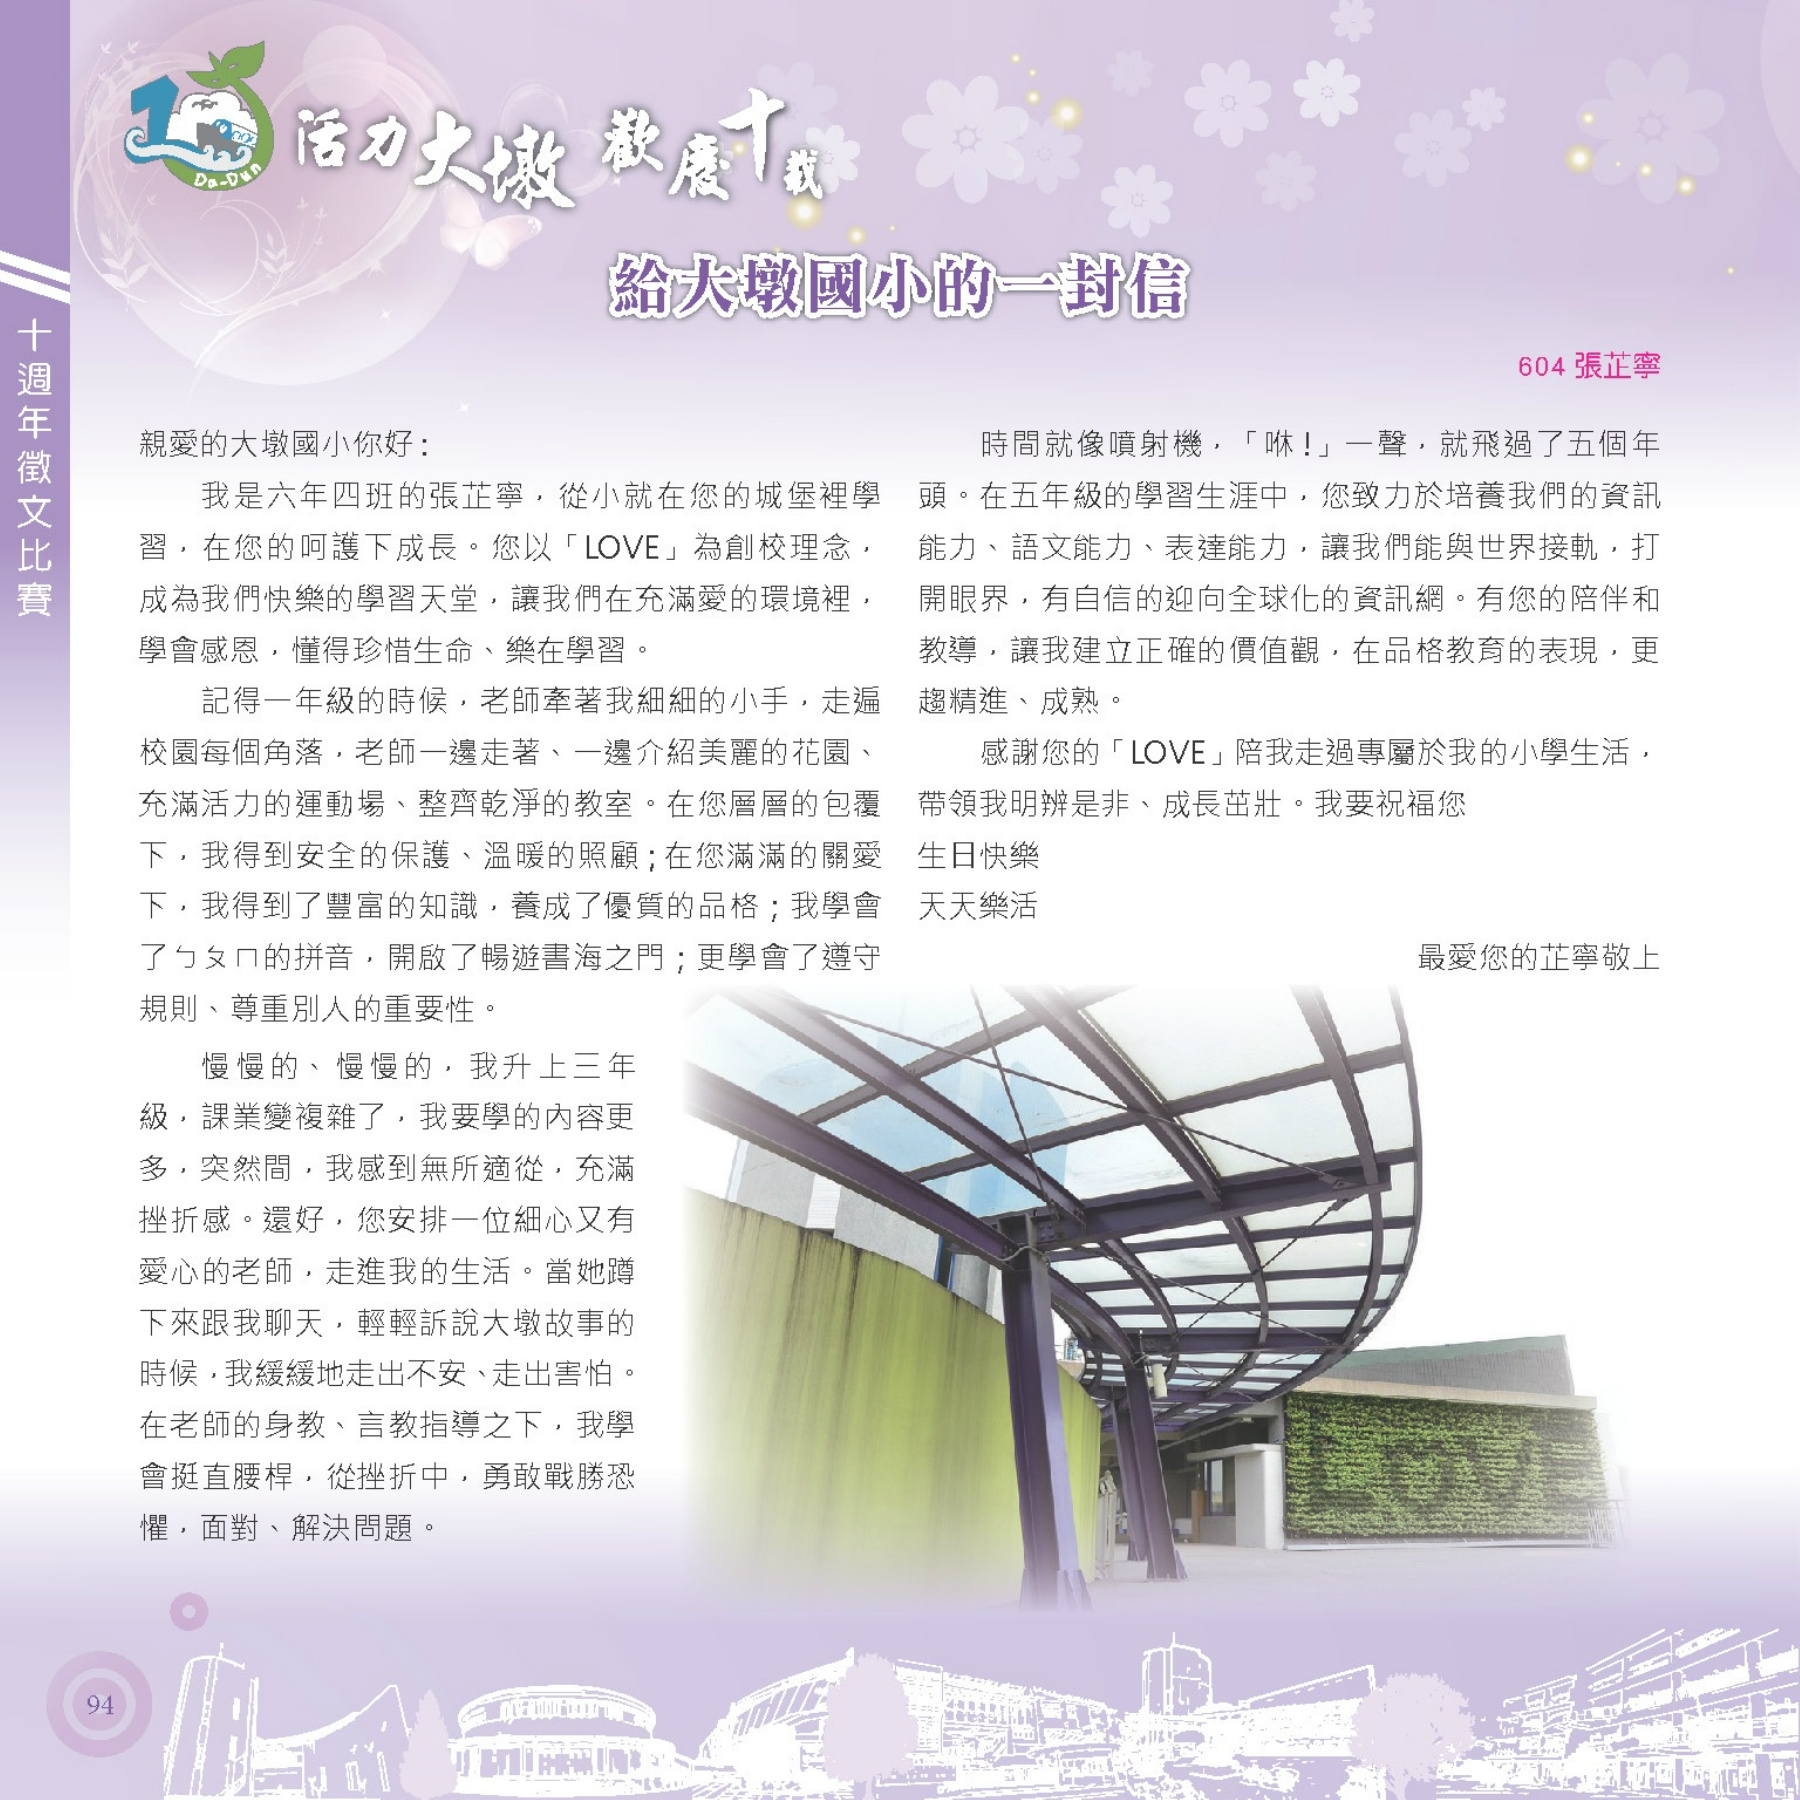 Da-Dun
活力大墩 歡慶十載
給大墩國小的一封信
十週年徵文比賽
604 張芷寧
親愛的大墩國小你好：
我是六年四班的張芷寧，從小就在您的城堡裡學
習，在您的呵護下成長。您以「LOVE」為創校理念，
成為我們快樂的學習天堂，讓我們在充滿愛的環境裡，
學會感恩，懂得珍惜生命、樂在學習。
記得一年級的時候，老師牽著我細細的小手，走遍
校園每個角落，老師一邊走著、一邊介紹美麗的花園、
充滿活力的運動場、整齊乾淨的教室。在您層層的包覆
下，我得到安全的保護、溫暖的照顧；在您滿滿的關愛
下，我得到了豐富的知識，養成了優質的品格；我學會
了ㄅㄆㄇ的拼音，開啟了暢遊書海之門；更學會了遵守
規則、尊重別人的重要性。
慢慢的、慢慢的，我升上三年
級，課業變複雜了，我要學的內容更
多，突然間，我感到無所適從，充滿
挫折感。還好，您安排一位細心又有
愛心的老師，走進我的生活。當她蹲
下來跟我聊天，輕輕訴說大墩故事的
時候，我緩緩地走出不安、走出害怕。
在老師的身教、言教指導之下，我學
會挺直腰桿，從挫折中，勇敢戰勝恐
懼，面對、解決問題。
時間就像噴射機，「咻！」一聲，就飛過了五個年
頭。在五年級的學習生涯中，您致力於培養我們的資訊
能力、語文能力、表達能力，讓我們能與世界接軌，打
開眼界，有自信的迎向全球化的資訊網。有您的陪伴和
教導，讓我建立正確的價值觀，在品格教育的表現，更
趨精進、成熟。
感謝您的「LOVE」陪我走過專屬於我的小學生活，
帶領我明辨是非、成長茁壯。我要祝福您
生日快樂
天天樂活
最愛您的芷寧敬上
LOVE
94